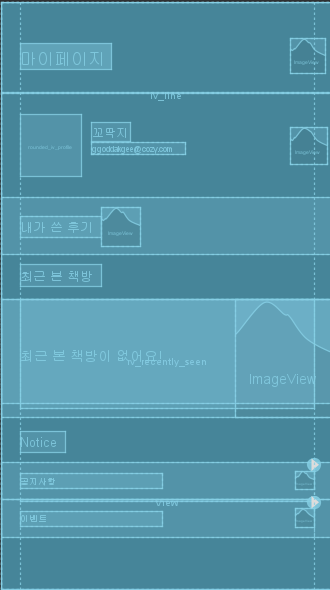 마이페이지
ImageView
iv_line
rounded_iv_profile
꼬딱지
ggoddakgee@cozy.com
ImageView
내가 쓴 후기
ImageView
최근 본 책방
최근 본 책방이 없어요!
iv_recently_seen
ImageView
Notice
공지사항
View
이벤트